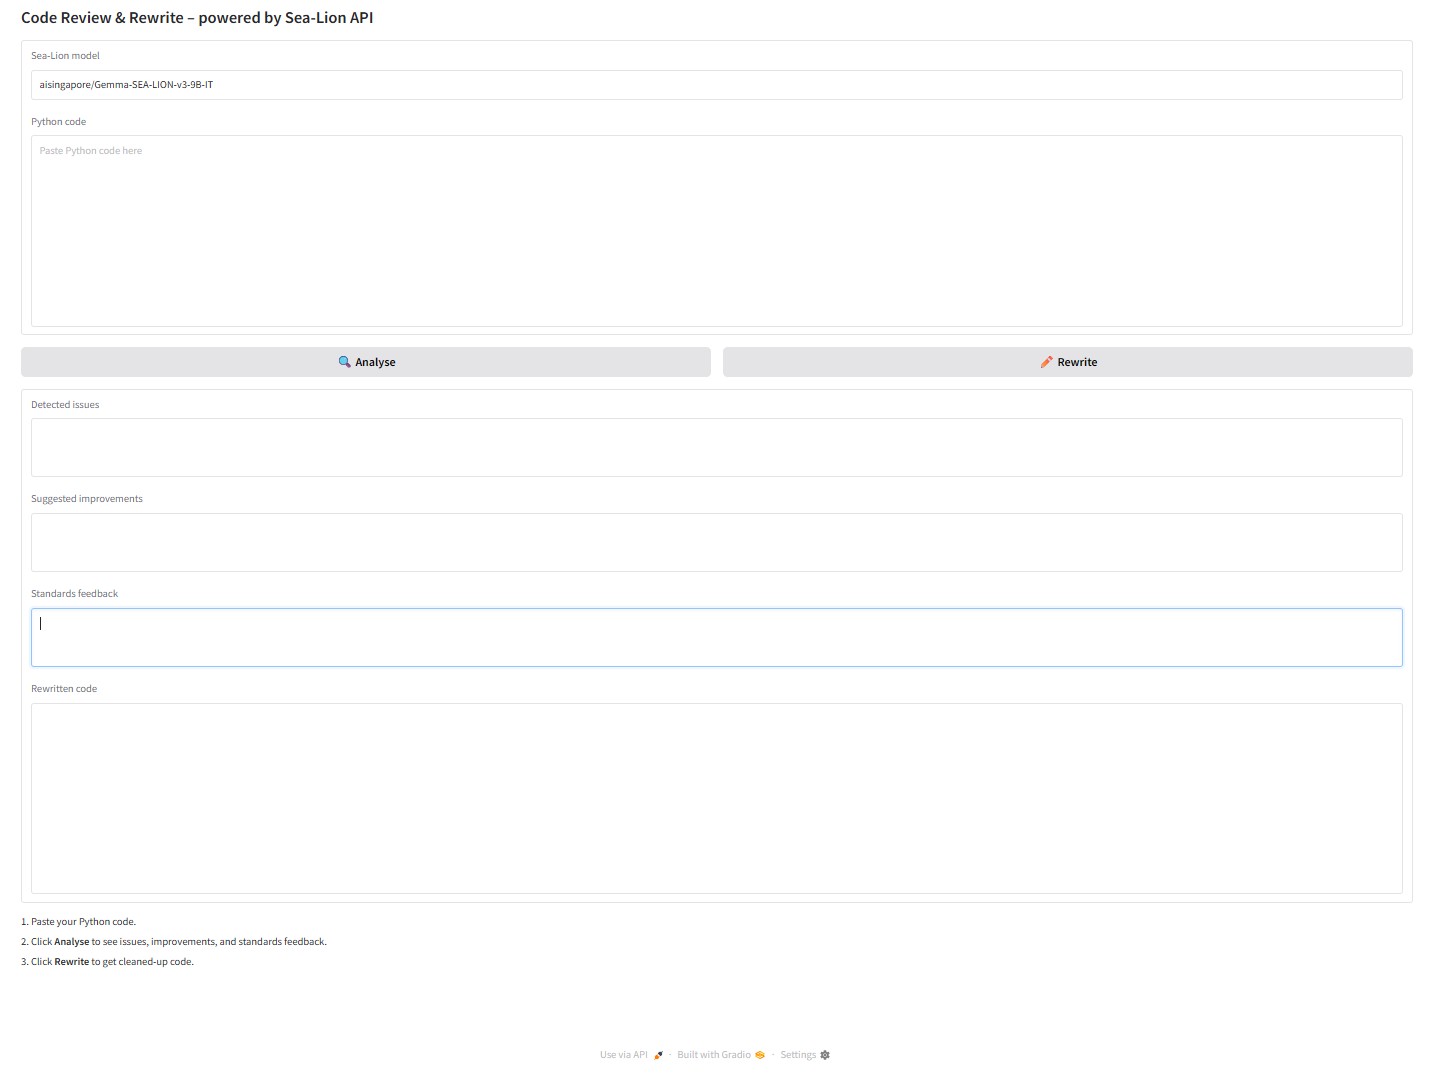 Code Review & Rewrite – powered by Sea-Lion API
Sea-Lion model
aisingapore/Gemma-SEA-LION-v3-9B-IT
Python code
Paste Python code here
🔍 Analyse
✏️ Rewrite
Detected issues
Suggested improvements
Standards feedback
Rewritten code
1. Paste your Python code.
2. Click Analyse to see issues, improvements, and standards feedback.
3. Click Rewrite to get cleaned-up code.
Use via API · Built with Gradio · Settings